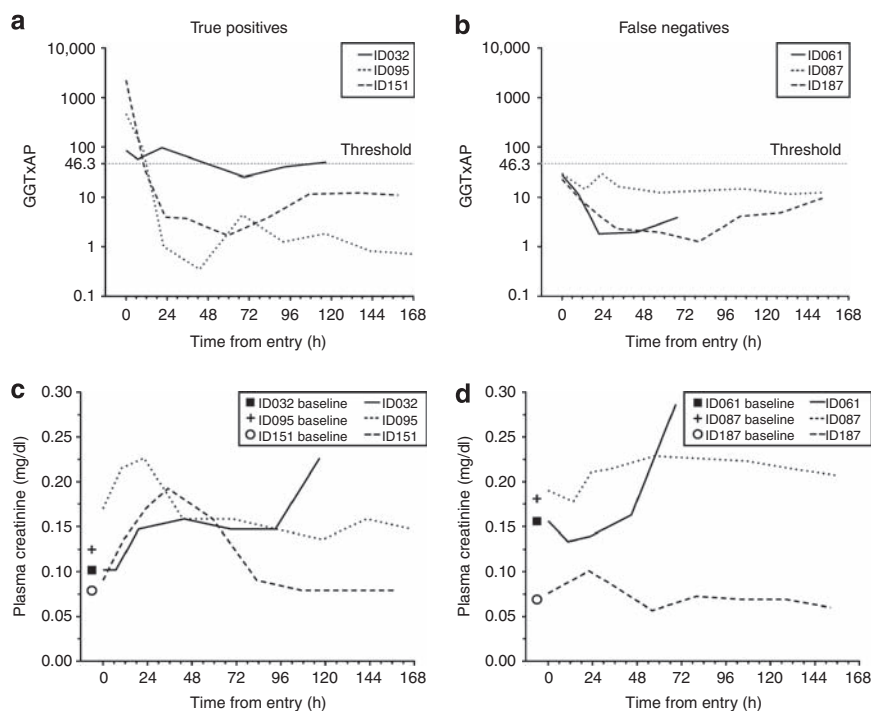 a
True positives
10,000
1000
100
46.3
10
1
0.1
GGTxAP
ID032
ID095
ID151
Threshold
0 24 48 72 96 120 144 168
Time from entry (h)
b
False negatives
10,000
1000
100
46.3
10
1
0.1
GGTxAP
ID061
ID087
ID187
Threshold
0 24 48 72 96 120 144 168
Time from entry (h)
c
0.30
0.25
0.20
0.15
0.10
0.05
0.00
Plasma creatinine (mg/dl)
ID032 baseline ID032
ID095 baseline ID095
ID151 baseline ID151
0 24 48 72 96 120 144 168
Time from entry (h)
d
0.30
0.25
0.20
0.15
0.10
0.05
0.00
Plasma creatinine (mg/dl)
ID061 baseline ID061
ID087 baseline ID087
ID187 baseline ID187
0 24 48 72 96 120 144 168
Time from entry (h)